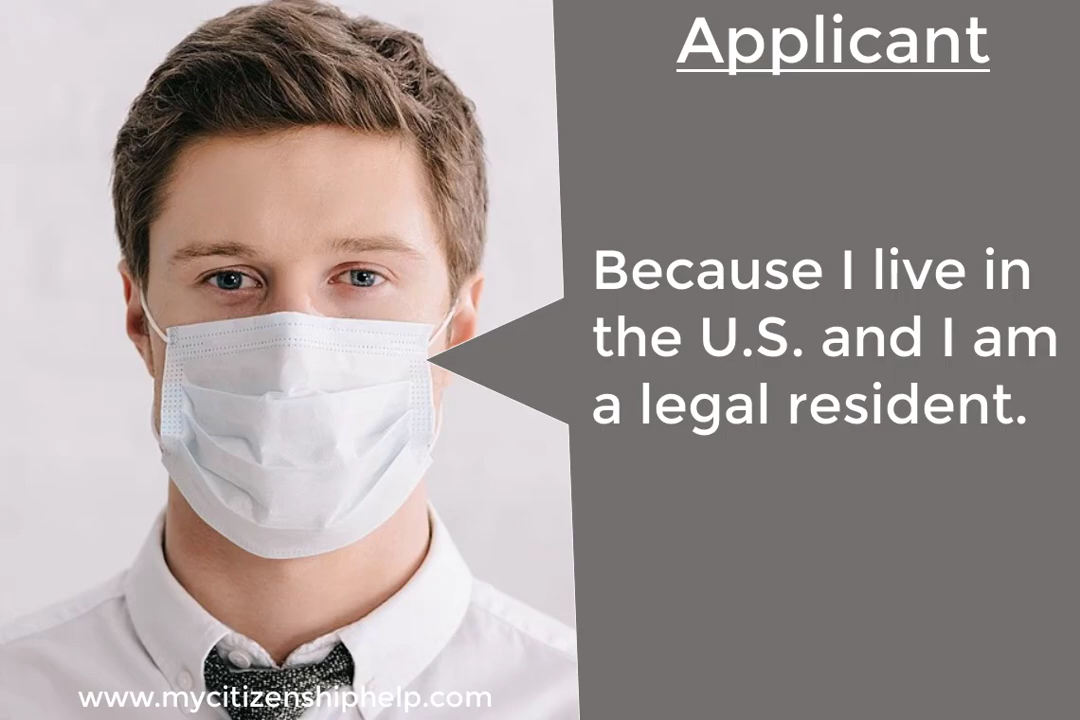 Applicant
Because I live in
the U.S. and I am
a legal resident.
www.mycitizenshiphelp.com